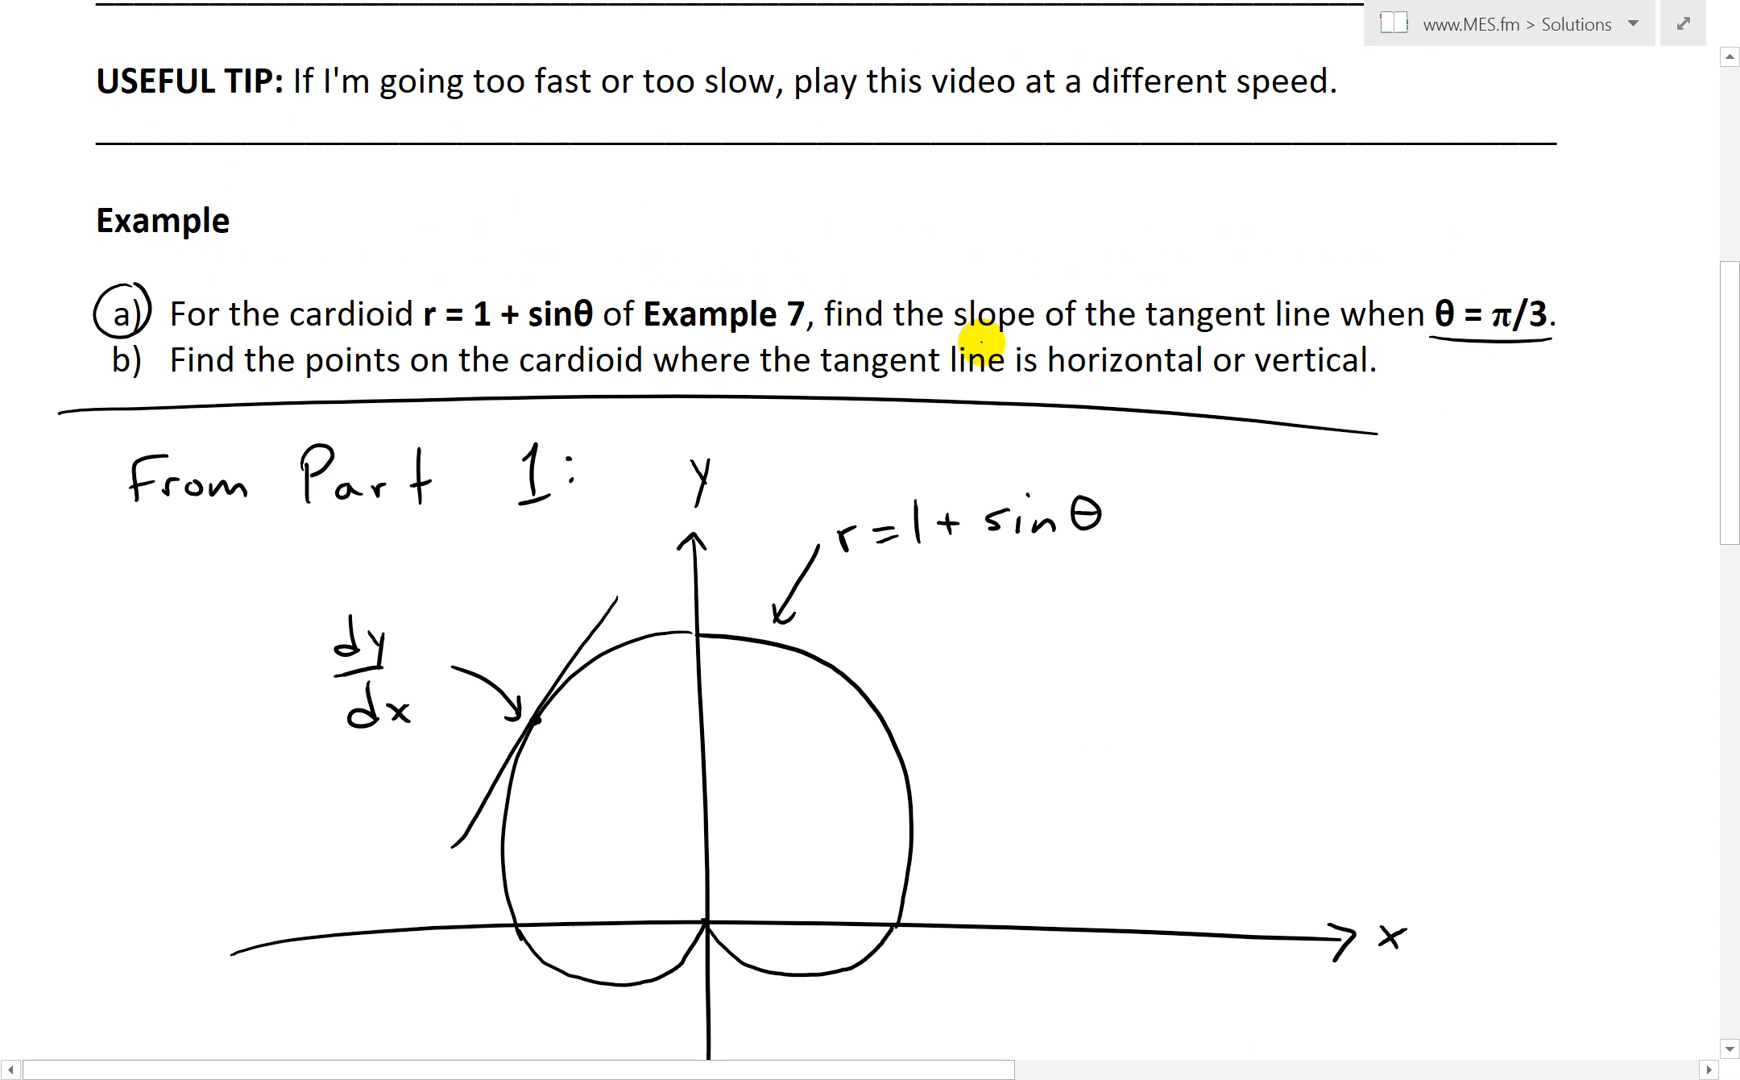 www.MES.fm > Solutions
USEFUL TIP: If I'm going too fast or too slow, play this video at a different speed.
Example
a) For the cardioid r = 1 + sinθ of Example 7, find the slope of the tangent line when θ = π/3.
b) Find the points on the cardioid where the tangent line is horizontal or vertical.
From Part 1:
y
r = 1 + sin θ
dy
dx
x